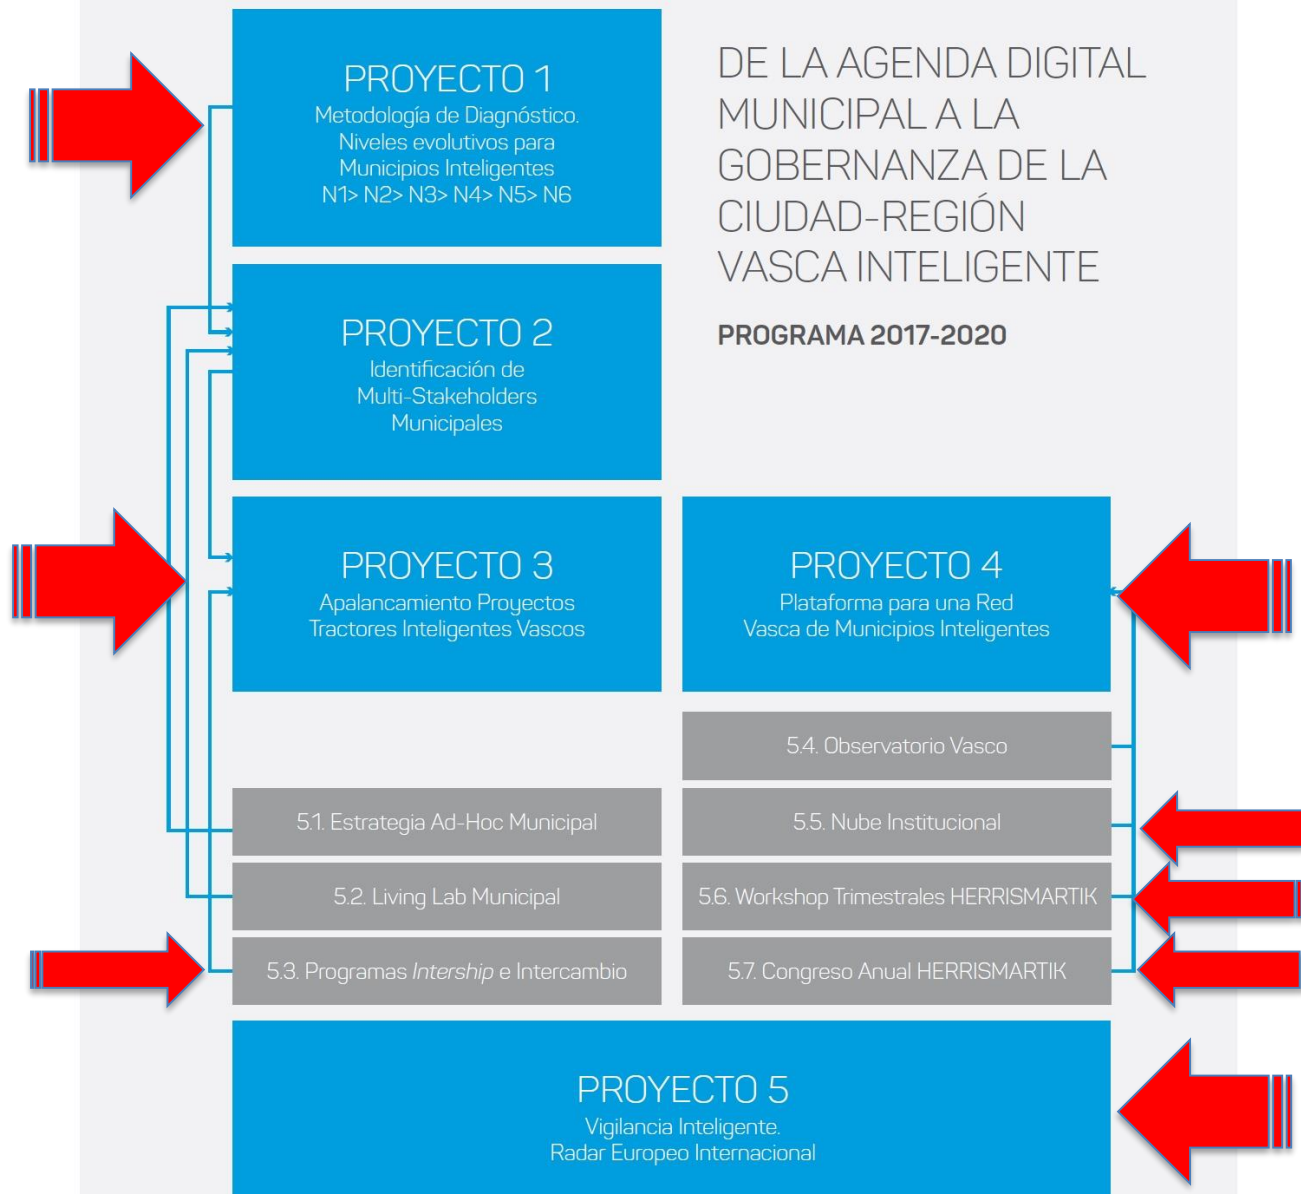 PROYECTO 1
Metodología de Diagnóstico.
Niveles evolutivos para
Municipios Inteligentes
N1> N2> N3> N4> N5> N6
DE LA AGENDA DIGITAL
MUNICIPAL A LA
GOBERNANZA DE LA
CIUDAD-REGIÓN
VASCA INTELIGENTE
PROGRAMA 2017-2020
PROYECTO 2
Identificación de
Multi-Stakeholders
Municipales
PROYECTO 3
Apalancamiento Proyectos
Tractores Inteligentes Vascos
PROYECTO 4
Plataforma para una Red
Vasca de Municipios Inteligentes
5.1. Estrategia Ad-Hoc Municipal
5.2. Living Lab Municipal
5.3. Programas Intership e Intercambio
5.4. Observatorio Vasco
5.5. Nube Institucional
5.6. Workshop Trimestrales HERRISMARTIK
5.7. Congreso Anual HERRISMARTIK
PROYECTO 5
Vigilancia Inteligente.
Radar Europeo Internacional